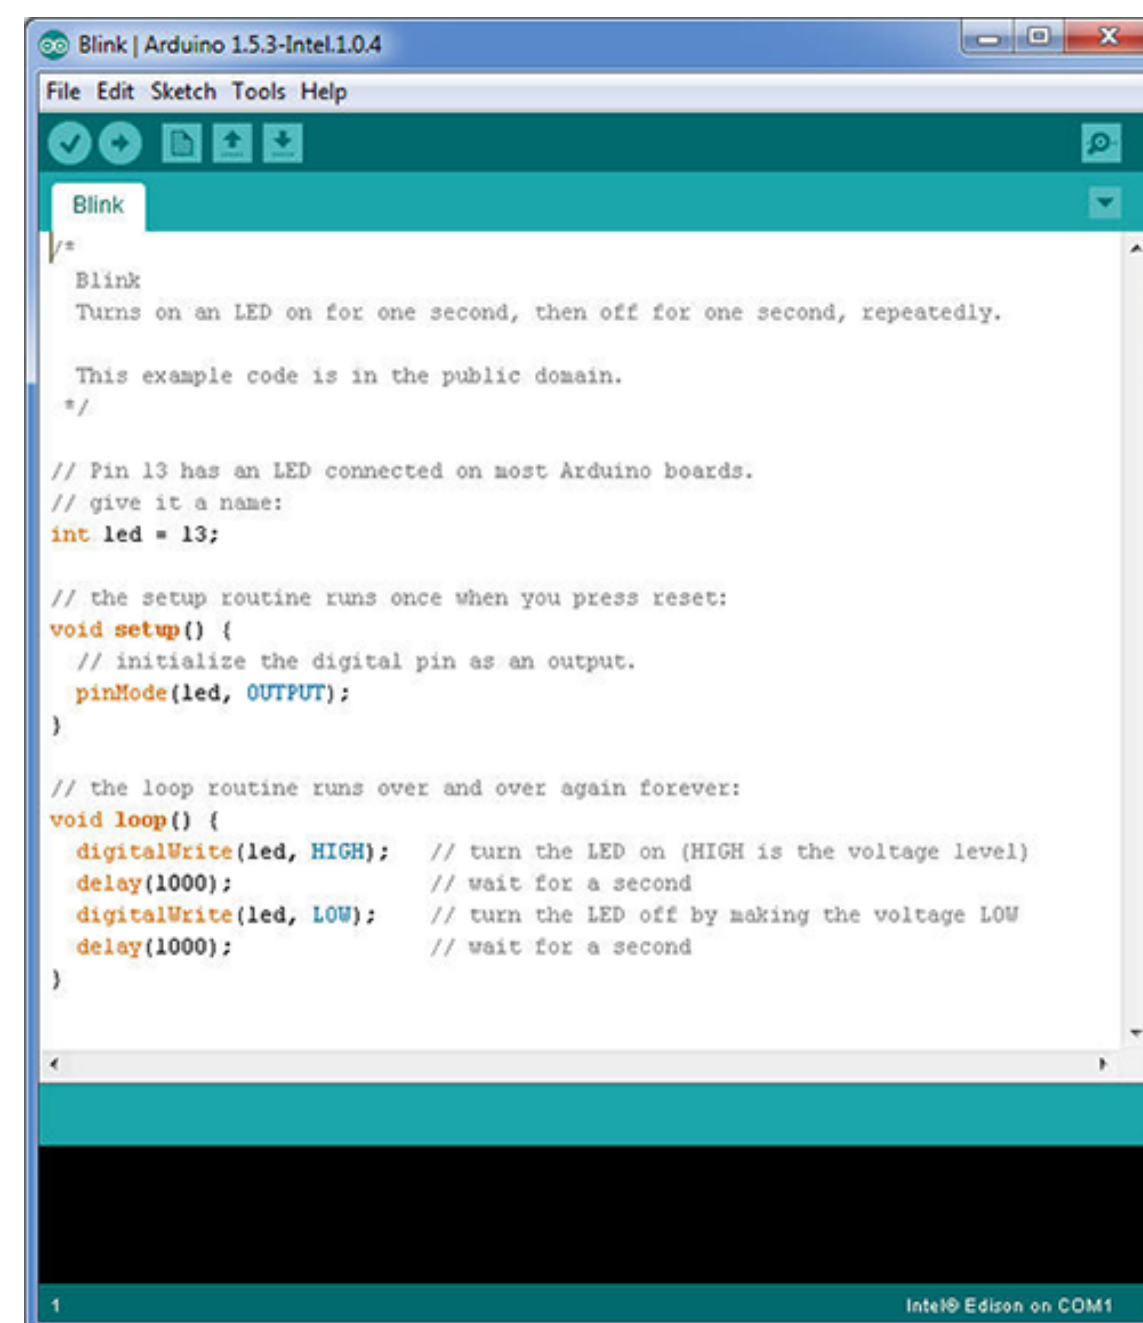 Blink | Arduino 1.5.3-Intel.1.0.4
File Edit Sketch Tools Help
Blink
/*
  Blink
  Turns on an LED on for one second, then off for one second, repeatedly.

  This example code is in the public domain.
 */

// Pin 13 has an LED connected on most Arduino boards.
// give it a name:
int led = 13;

// the setup routine runs once when you press reset:
void setup() {
  // initialize the digital pin as an output.
  pinMode(led, OUTPUT);
}

// the loop routine runs over and over again forever:
void loop() {
  digitalWrite(led, HIGH);   // turn the LED on (HIGH is the voltage level)
  delay(1000);               // wait for a second
  digitalWrite(led, LOW);    // turn the LED off by making the voltage LOW
  delay(1000);               // wait for a second
}
1 Intel® Edison on COM1